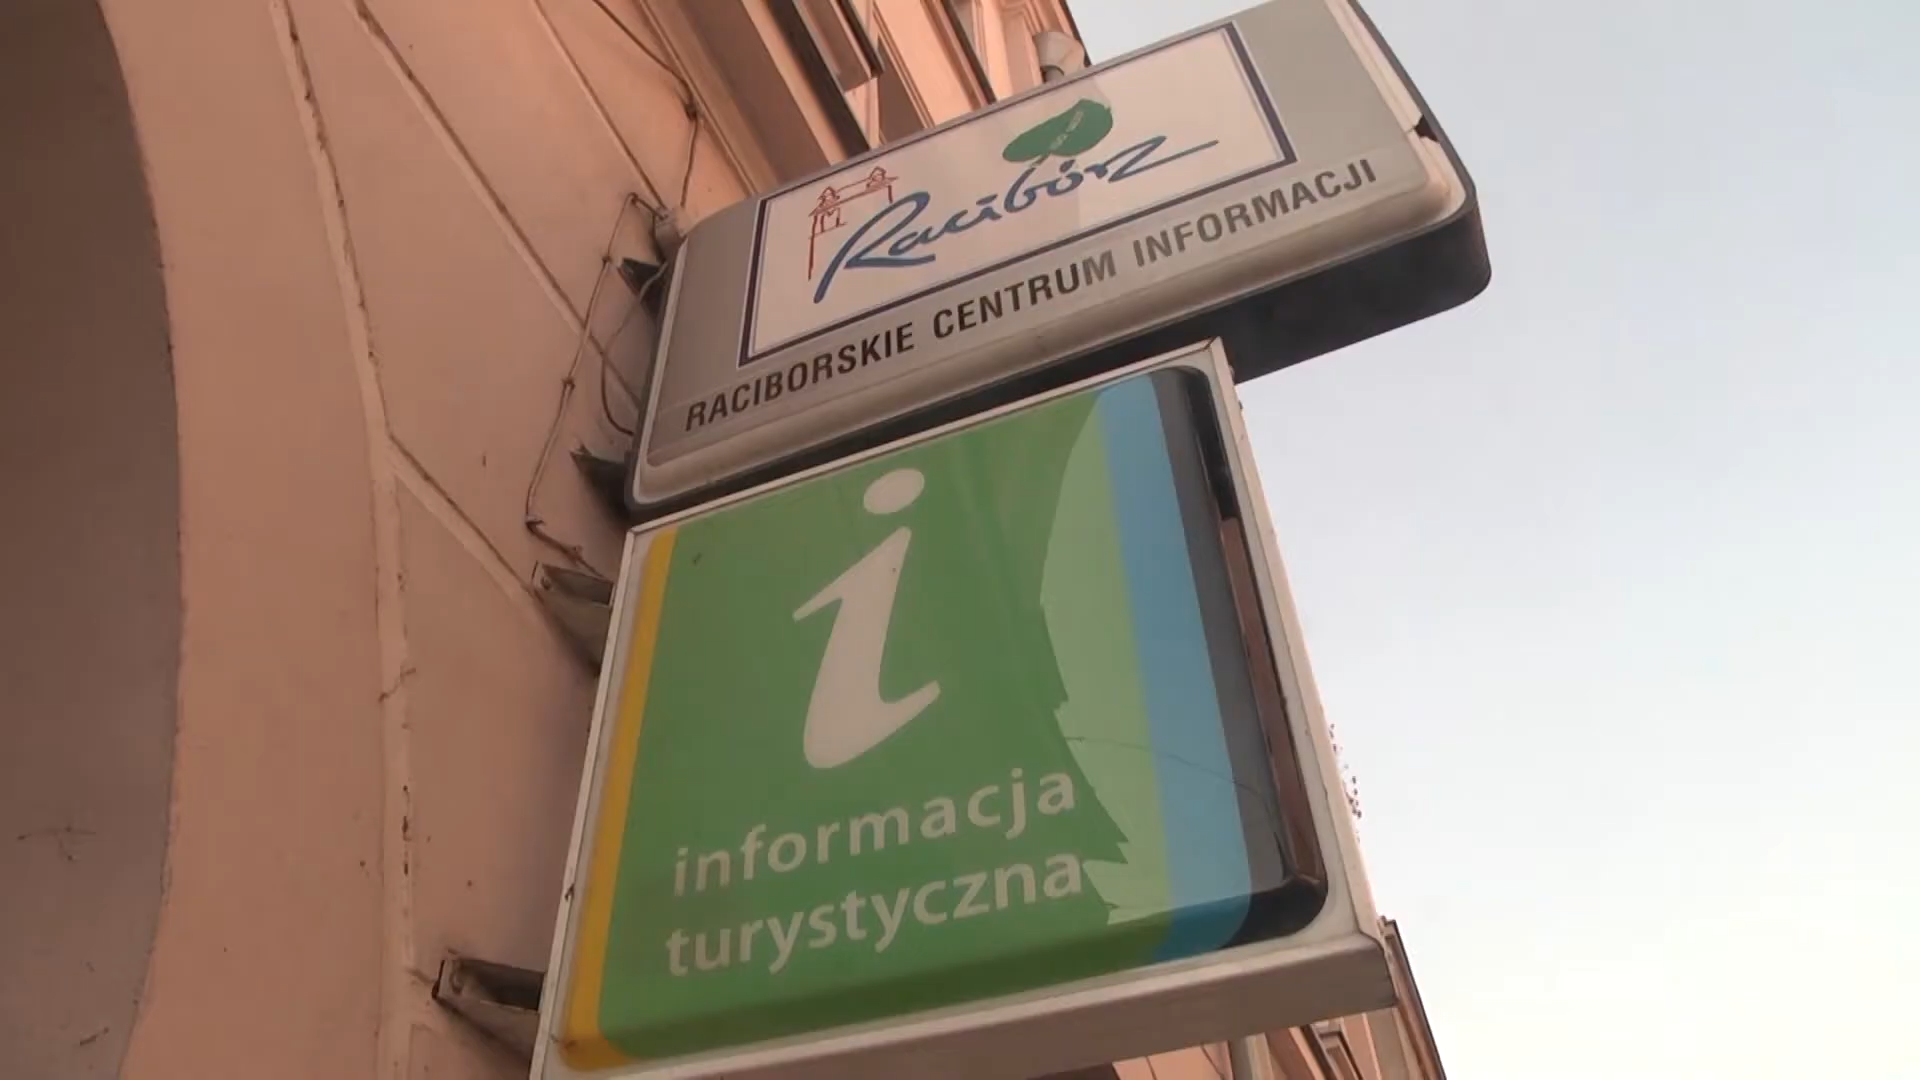 Racibórz
RACIBORSKIE CENTRUM INFORMACJI
i
informacja
turystyczna